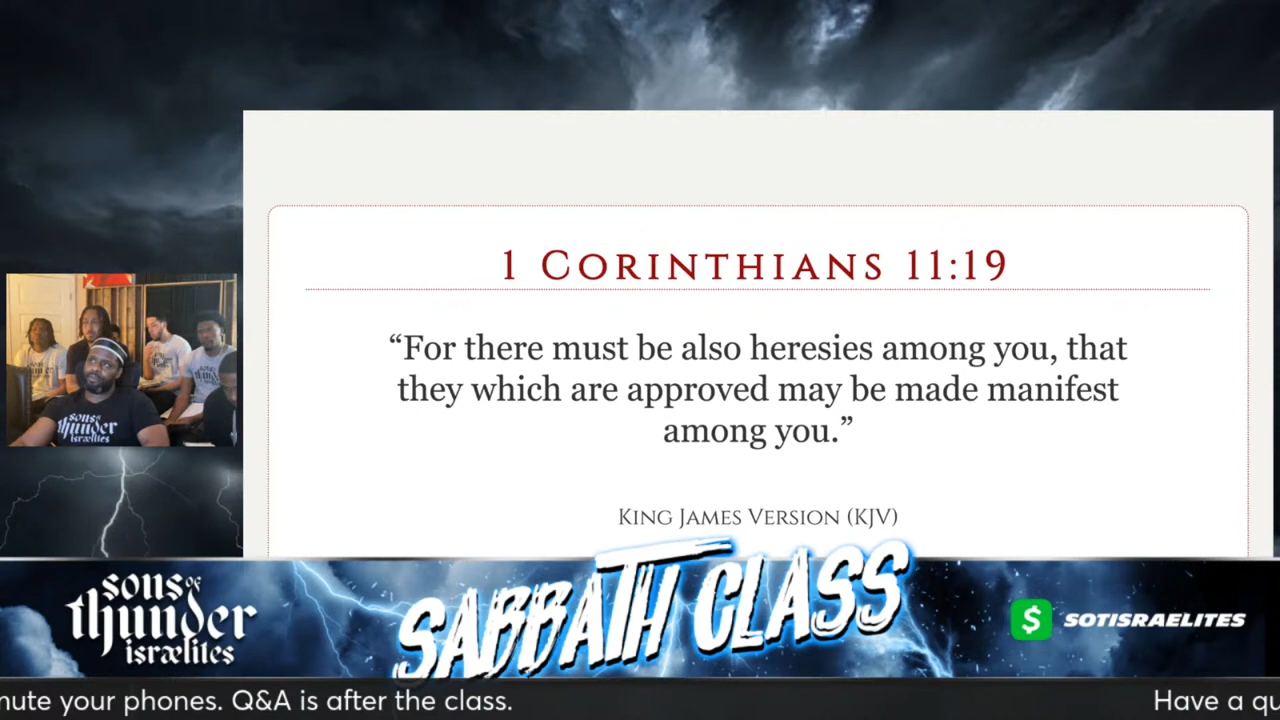 1 Corinthians 11:19
“For there must be also heresies among you, that
they which are approved may be made manifest
among you.”
King James Version (KJV)
sons of
thunder
israelites
sons of
thunder
isrælites
SABBATH CLASS
$ SOTISRAELITES
nute your phones. Q&A is after the class.
Have a qu